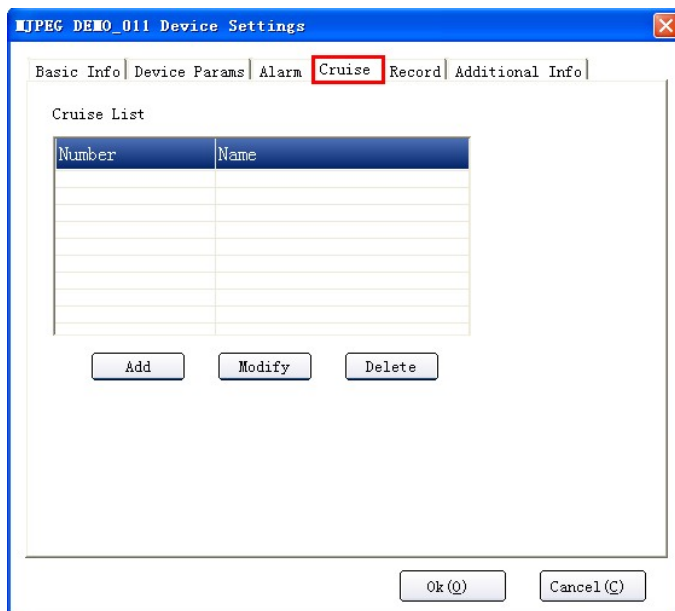 MJPEG DEMO_011 Device Settings
Basic Info Device Params Alarm Cruise Record Additional Info
Cruise List
Number Name
Add Modify Delete
Ok(O) Cancel(C)